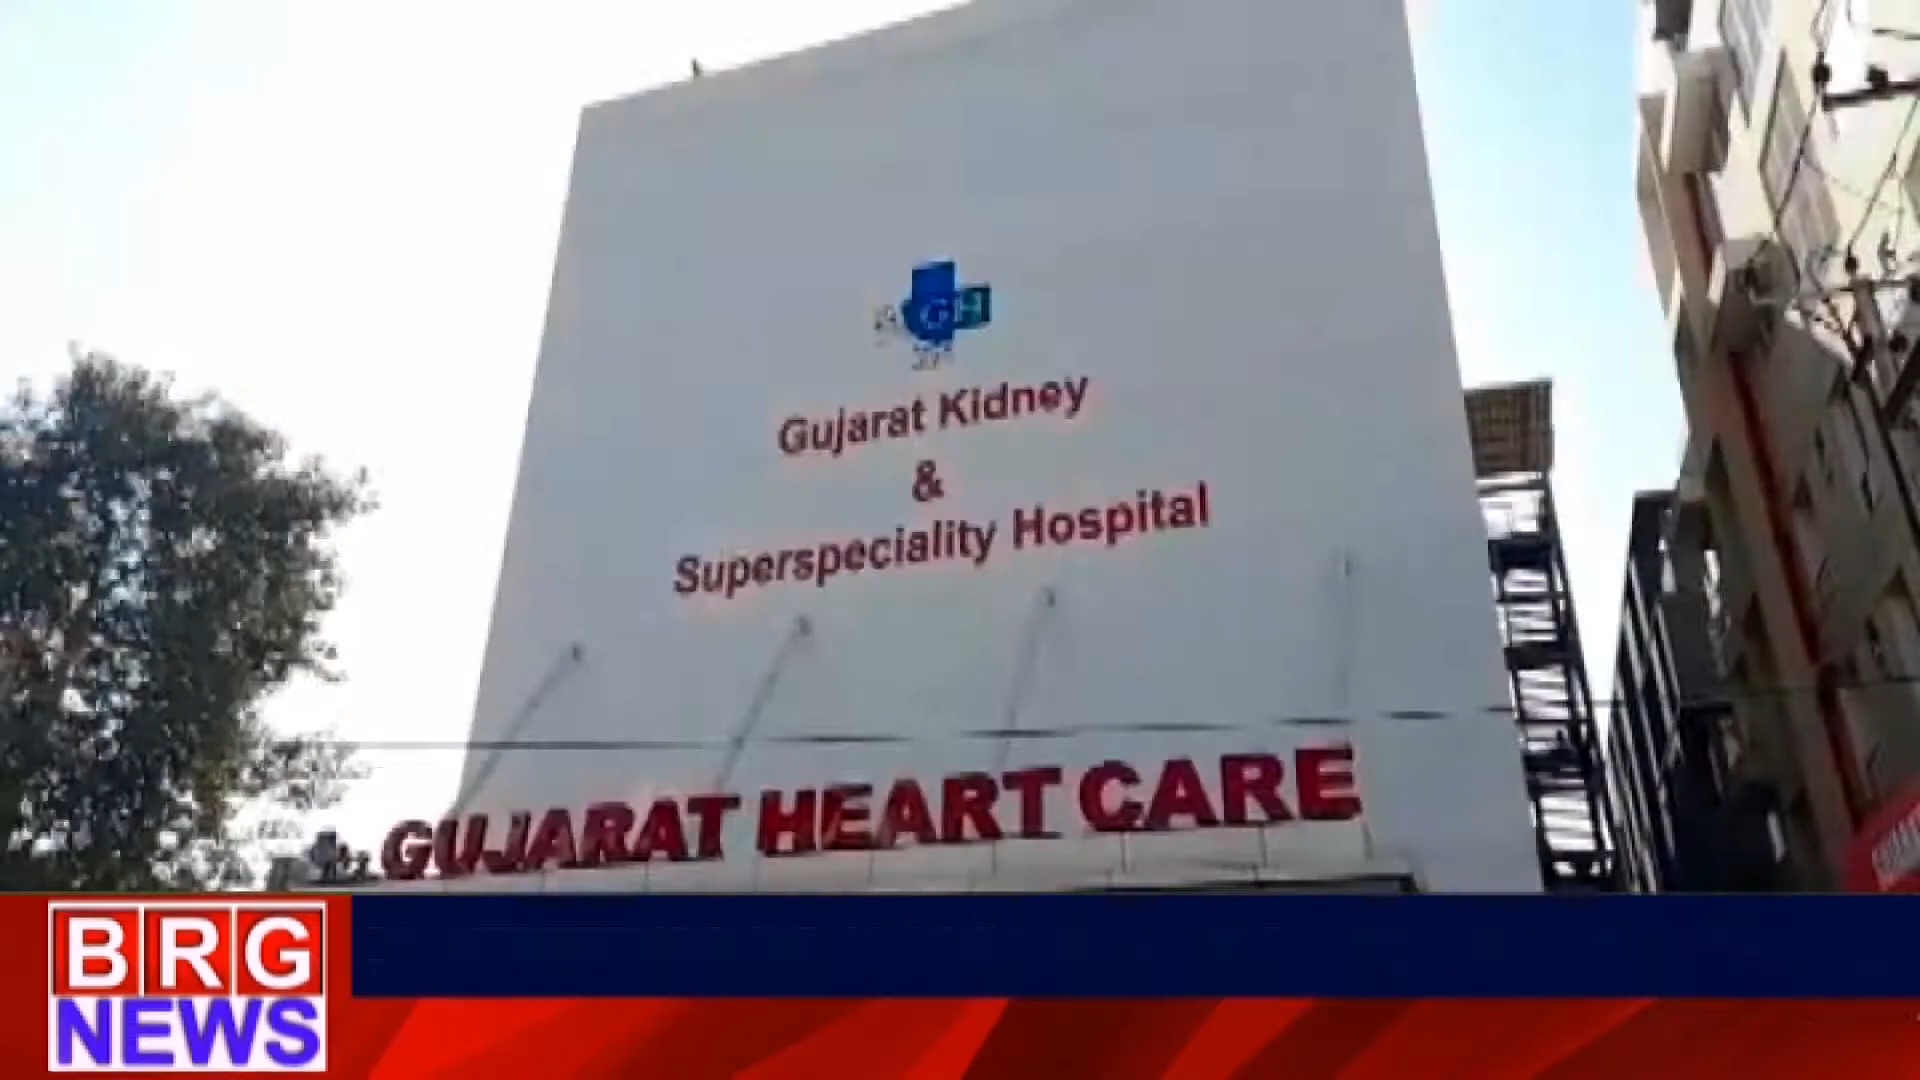 GH
Gujarat Kidney
&
Superspeciality Hospital
GUJARAT HEART CARE
BRG
NEWS